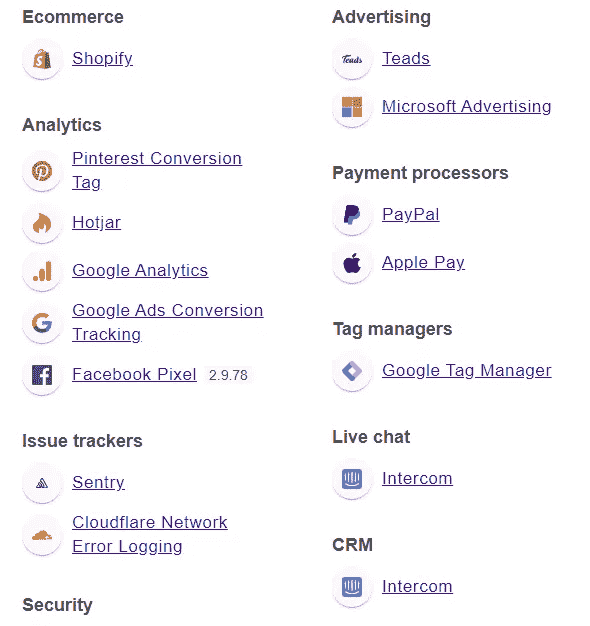 Ecommerce
Shopify
Analytics
Pinterest Conversion
Tag
Hotjar
Google Analytics
Google Ads Conversion
Tracking
Facebook Pixel 2.9.78
Issue trackers
Sentry
Cloudflare Network
Error Logging
Security
Advertising
Teads
Teads
Microsoft Advertising
Payment processors
PayPal
Apple Pay
Tag managers
Google Tag Manager
Live chat
Intercom
CRM
Intercom